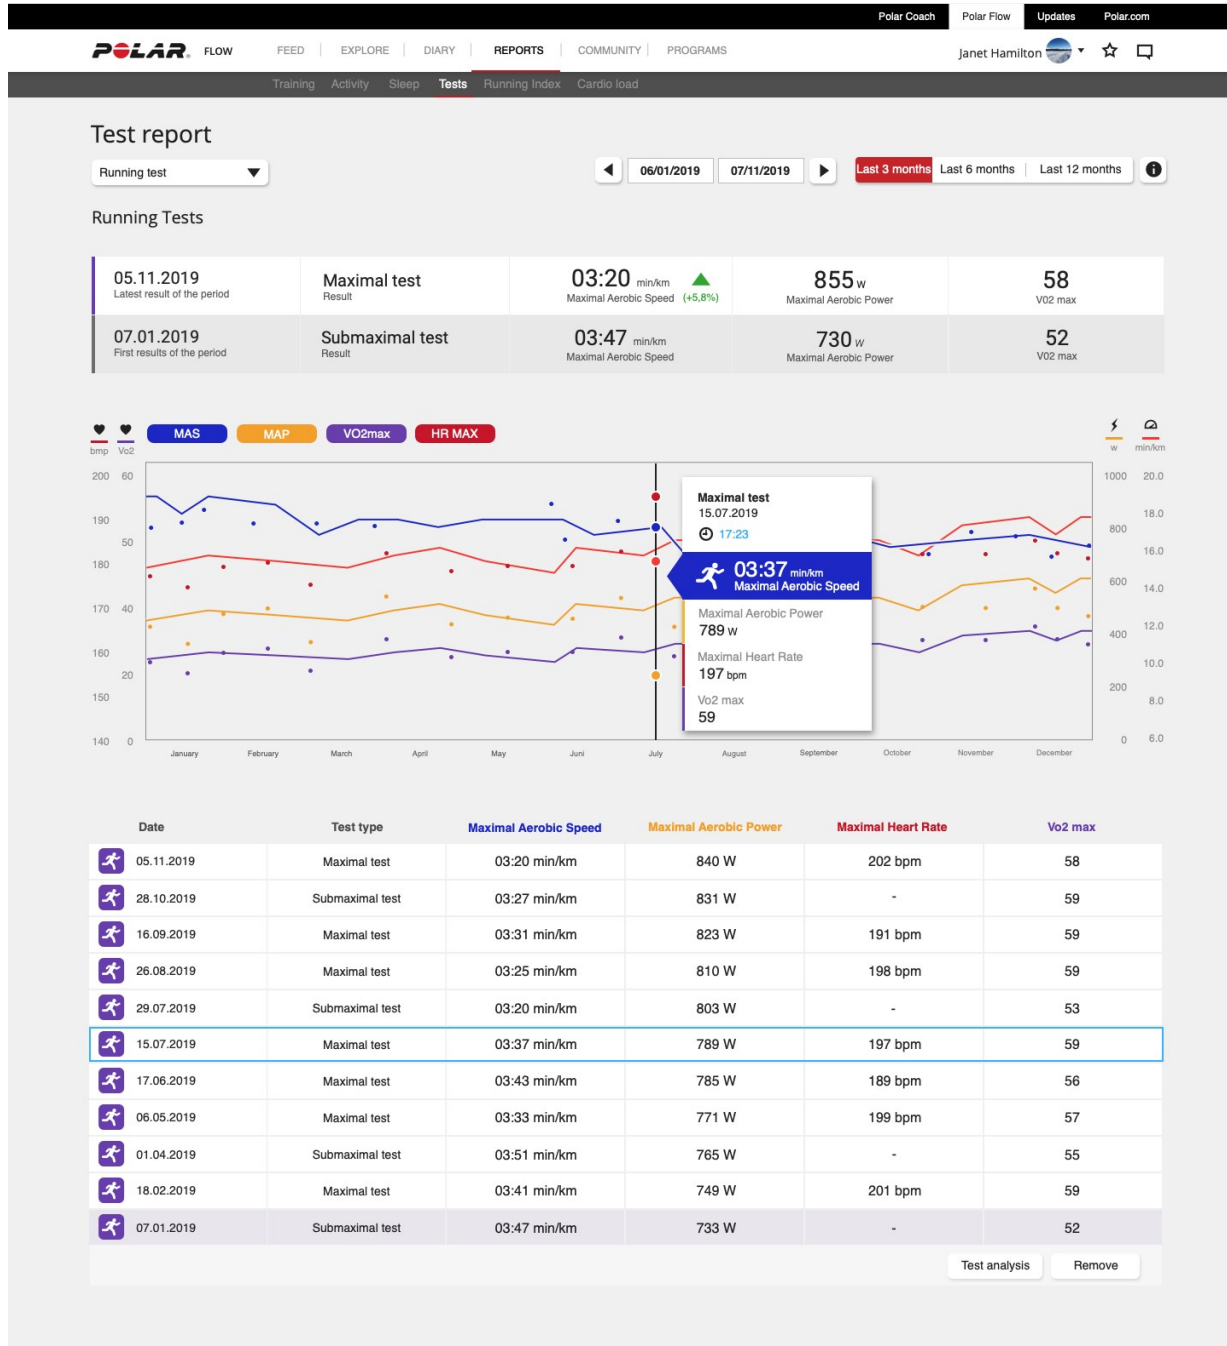 Polar Coach Polar Flow Updates Polar.com
POLAR. FLOW FEED EXPLORE DIARY REPORTS COMMUNITY PROGRAMS Janet Hamilton
Training Activity Sleep Tests Running Index Cardio load
Test report
Running test 06/01/2019 07/11/2019 Last 3 months Last 6 months Last 12 months
Running Tests
05.11.2019 Maximal test 03:20 min/km 855 w 58
Latest result of the period Result Maximal Aerobic Speed (+5,8%) Maximal Aerobic Power V02 max
07.01.2019 Submaximal test 03:47 min/km 730 w 52
First results of the period Result Maximal Aerobic Speed Maximal Aerobic Power V02 max
MAS MAP VO2max HR MAX
bmp Vo2 w min/km
200 60 1000 20.0
190 18.0
800
50 16.0
180
600 14.0
170 40
12.0
400
160 10.0
20
200
150 8.0
140 0 0 6.0
Maximal test
15.07.2019
17:23
03:37 min/km
Maximal Aerobic Speed
Maximal Aerobic Power
789 w
Maximal Heart Rate
197 bpm
Vo2 max
59
January February March April May Juni July August September October November December
Date Test type Maximal Aerobic Speed Maximal Aerobic Power Maximal Heart Rate Vo2 max
05.11.2019 Maximal test 03:20 min/km 840 W 202 bpm 58
28.10.2019 Submaximal test 03:27 min/km 831 W - 59
16.09.2019 Maximal test 03:31 min/km 823 W 191 bpm 59
26.08.2019 Maximal test 03:25 min/km 810 W 198 bpm 59
29.07.2019 Submaximal test 03:20 min/km 803 W - 53
15.07.2019 Maximal test 03:37 min/km 789 W 197 bpm 59
17.06.2019 Maximal test 03:43 min/km 785 W 189 bpm 56
06.05.2019 Maximal test 03:33 min/km 771 W 199 bpm 57
01.04.2019 Submaximal test 03:51 min/km 765 W - 55
18.02.2019 Maximal test 03:41 min/km 749 W 201 bpm 59
07.01.2019 Submaximal test 03:47 min/km 733 W - 52
Test analysis Remove